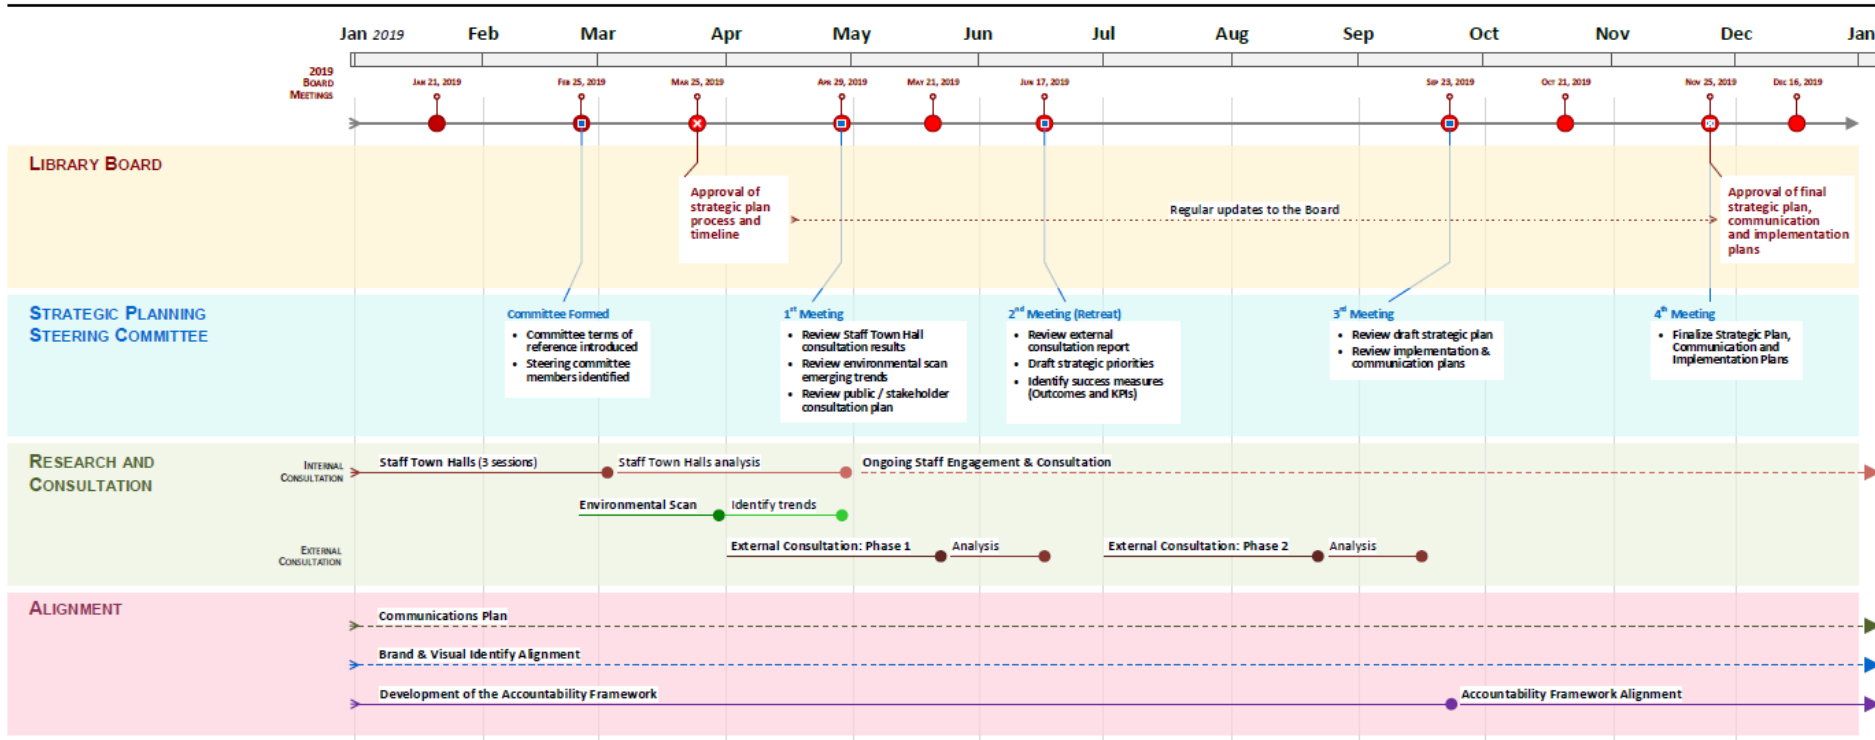 Jan 2019 Feb Mar Apr May Jun Jul Aug Sep Oct Nov Dec Jan
2019
BOARD
MEETINGS
JAN 21, 2019 FEB 25, 2019 MAR 25, 2019 APR 29, 2019 MAY 21, 2019 JUN 17, 2019 SEP 23, 2019 OCT 21, 2019 NOV 25, 2019 DEC 16, 2019
LIBRARY BOARD
Approval of
strategic plan
process and
timeline
Regular updates to the Board
Approval of final
strategic plan,
communication
and implementation
plans
STRATEGIC PLANNING
STEERING COMMITTEE
Committee Formed
• Committee terms of
reference introduced
• Steering committee
members identified
1st Meeting
• Review Staff Town Hall
consultation results
• Review environmental scan
emerging trends
• Review public / stakeholder
consultation plan
2nd Meeting (Retreat)
• Review external
consultation report
• Draft strategic priorities
• Identify success measures
(Outcomes and KPIs)
3rd Meeting
• Review draft strategic plan
• Review implementation &
communication plans
4th Meeting
• Finalize Strategic Plan,
Communication and
Implementation Plans
RESEARCH AND
CONSULTATION
INTERNAL
CONSULTATION
Staff Town Halls (3 sessions) Staff Town Halls analysis Ongoing Staff Engagement & Consultation
Environmental Scan Identify trends
EXTERNAL
CONSULTATION
External Consultation: Phase 1 Analysis External Consultation: Phase 2 Analysis
ALIGNMENT
Communications Plan
Brand & Visual Identify Alignment
Development of the Accountability Framework Accountability Framework Alignment